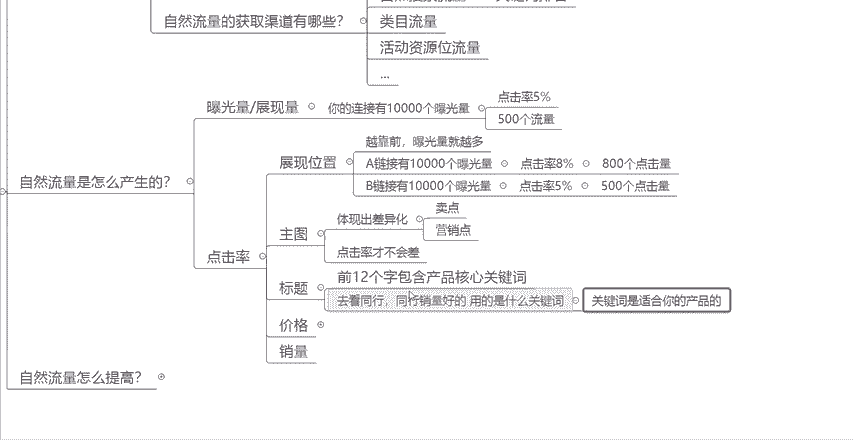 自然流量的获取渠道有哪些？
类目流量
活动资源位流量
...
自然流量是怎么产生的？
曝光量/展现量
你的连接有10000个曝光量
点击率5%
500个流量
点击率
展现位置
越靠前，曝光量就越多
A链接有10000个曝光量
点击率8%
800个点击量
B链接有10000个曝光量
点击率5%
500个点击量
主图
体现出差异化
卖点
营销点
点击率才不会差
标题
前12个字包含产品核心关键词
去看同行，同行销量好的 用的是什么关键词
关键词是适合你的产品的
价格
销量
自然流量怎么提高？